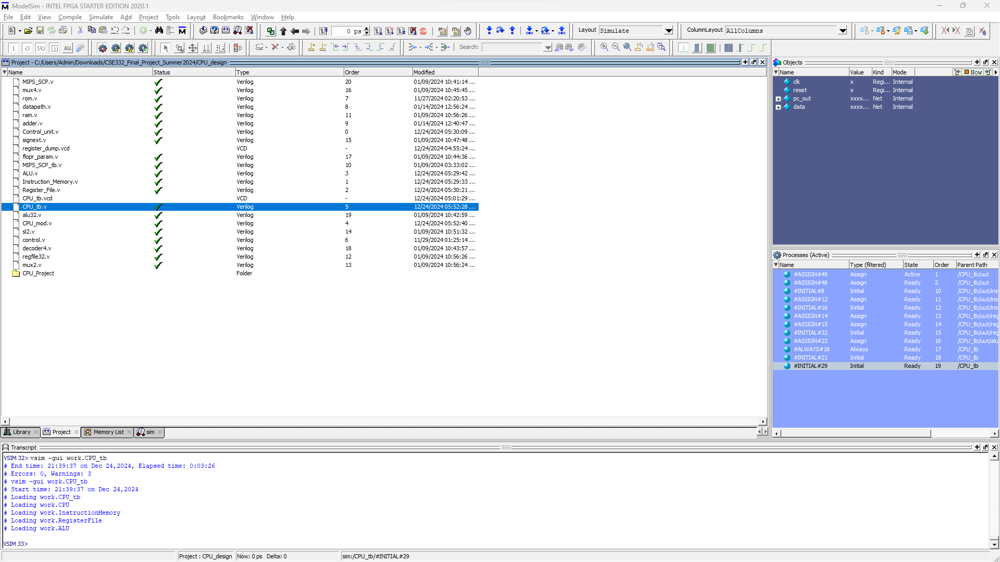 ModelSim - INTEL FPGA STARTER EDITION 2020.1
File Edit View Compile Simulate Add Project Tools Layout Bookmarks Window Help
0 ps Layout Simulate ColumnLayout AllColumns
Search:
Project - C:/Users/Admin/Downloads/CSE332_Final_Project_Summer2024/CPU_design
Name Status Type Order Modified
MIPS_SCP.v Verilog 20 01/09/2024 10:41:14 ...
mux4.v Verilog 16 01/09/2024 10:45:45 ...
rom.v Verilog 7 11/27/2024 02:20:53 ...
datapath.v Verilog 8 01/14/2024 12:56:24 ...
ram.v Verilog 11 01/09/2024 10:56:26 ...
adder.v Verilog 9 01/14/2024 12:40:47 ...
Control_unit.v Verilog 0 12/24/2024 05:30:09 ...
signext.v Verilog 15 01/09/2024 10:47:48 ...
register_dump.vcd VCD - 12/24/2024 04:55:24 ...
flopr_param.v Verilog 17 01/09/2024 10:44:36 ...
MIPS_SCP_tb.v Verilog 10 01/09/2024 03:33:02 ...
ALU.v Verilog 3 12/24/2024 05:29:42 ...
Instruction_Memory.v Verilog 1 12/24/2024 05:29:33 ...
Register_File.v Verilog 2 12/24/2024 05:30:21 ...
CPU_tb.vcd VCD - 12/24/2024 05:01:29 ...
CPU_tb.v Verilog 5 12/24/2024 05:52:28 ...
alu32.v Verilog 19 01/09/2024 10:42:59 ...
CPU_mod.v Verilog 4 12/24/2024 05:52:40 ...
sl2.v Verilog 14 01/09/2024 10:51:32 ...
control.v Verilog 6 11/29/2024 01:25:14 ...
decoder4.v Verilog 18 01/09/2024 10:43:57 ...
regfile32.v Verilog 12 01/09/2024 10:56:26 ...
mux2.v Verilog 13 01/09/2024 10:56:24 ...
CPU_Project Folder
Library Project Memory List sim
Objects
Name Value Kind Mode Now
clk x Regi... Internal
reset x Regi... Internal
pc_out xxxx... Net Internal
data xxxx... Net Internal
Processes (Active)
Name Type (filtered) State Order Parent Path
#ASSIGN#49 Assign Active 1 /CPU_tb/uut
#ASSIGN#48 Assign Ready 2 /CPU_tb/uut
#INITIAL#8 Initial Ready 10 /CPU_tb/uut/ins
#ASSIGN#12 Assign Ready 11 /CPU_tb/uut/ins
#INITIAL#16 Initial Ready 12 /CPU_tb/uut/ins
#ASSIGN#14 Assign Ready 13 /CPU_tb/uut/reg
#ASSIGN#15 Assign Ready 14 /CPU_tb/uut/reg
#INITIAL#32 Initial Ready 15 /CPU_tb/uut/reg
#ASSIGN#22 Assign Ready 16 /CPU_tb/uut/alu
#ALWAYS#18 Always Ready 17 /CPU_tb
#INITIAL#21 Initial Ready 18 /CPU_tb
#INITIAL#29 Initial Ready 19 /CPU_tb
Transcript
VSIM 32> vsim -gui work.CPU_tb
# End time: 21:39:37 on Dec 24,2024, Elapsed time: 0:03:26
# Errors: 0, Warnings: 3
# vsim -gui work.CPU_tb
# Start time: 21:39:37 on Dec 24,2024
# Loading work.CPU_tb
# Loading work.CPU
# Loading work.InstructionMemory
# Loading work.RegisterFile
# Loading work.ALU
VSIM 33>
Project : CPU_design Now: 0 ps Delta: 0 sim:/CPU_tb/#INITIAL#29